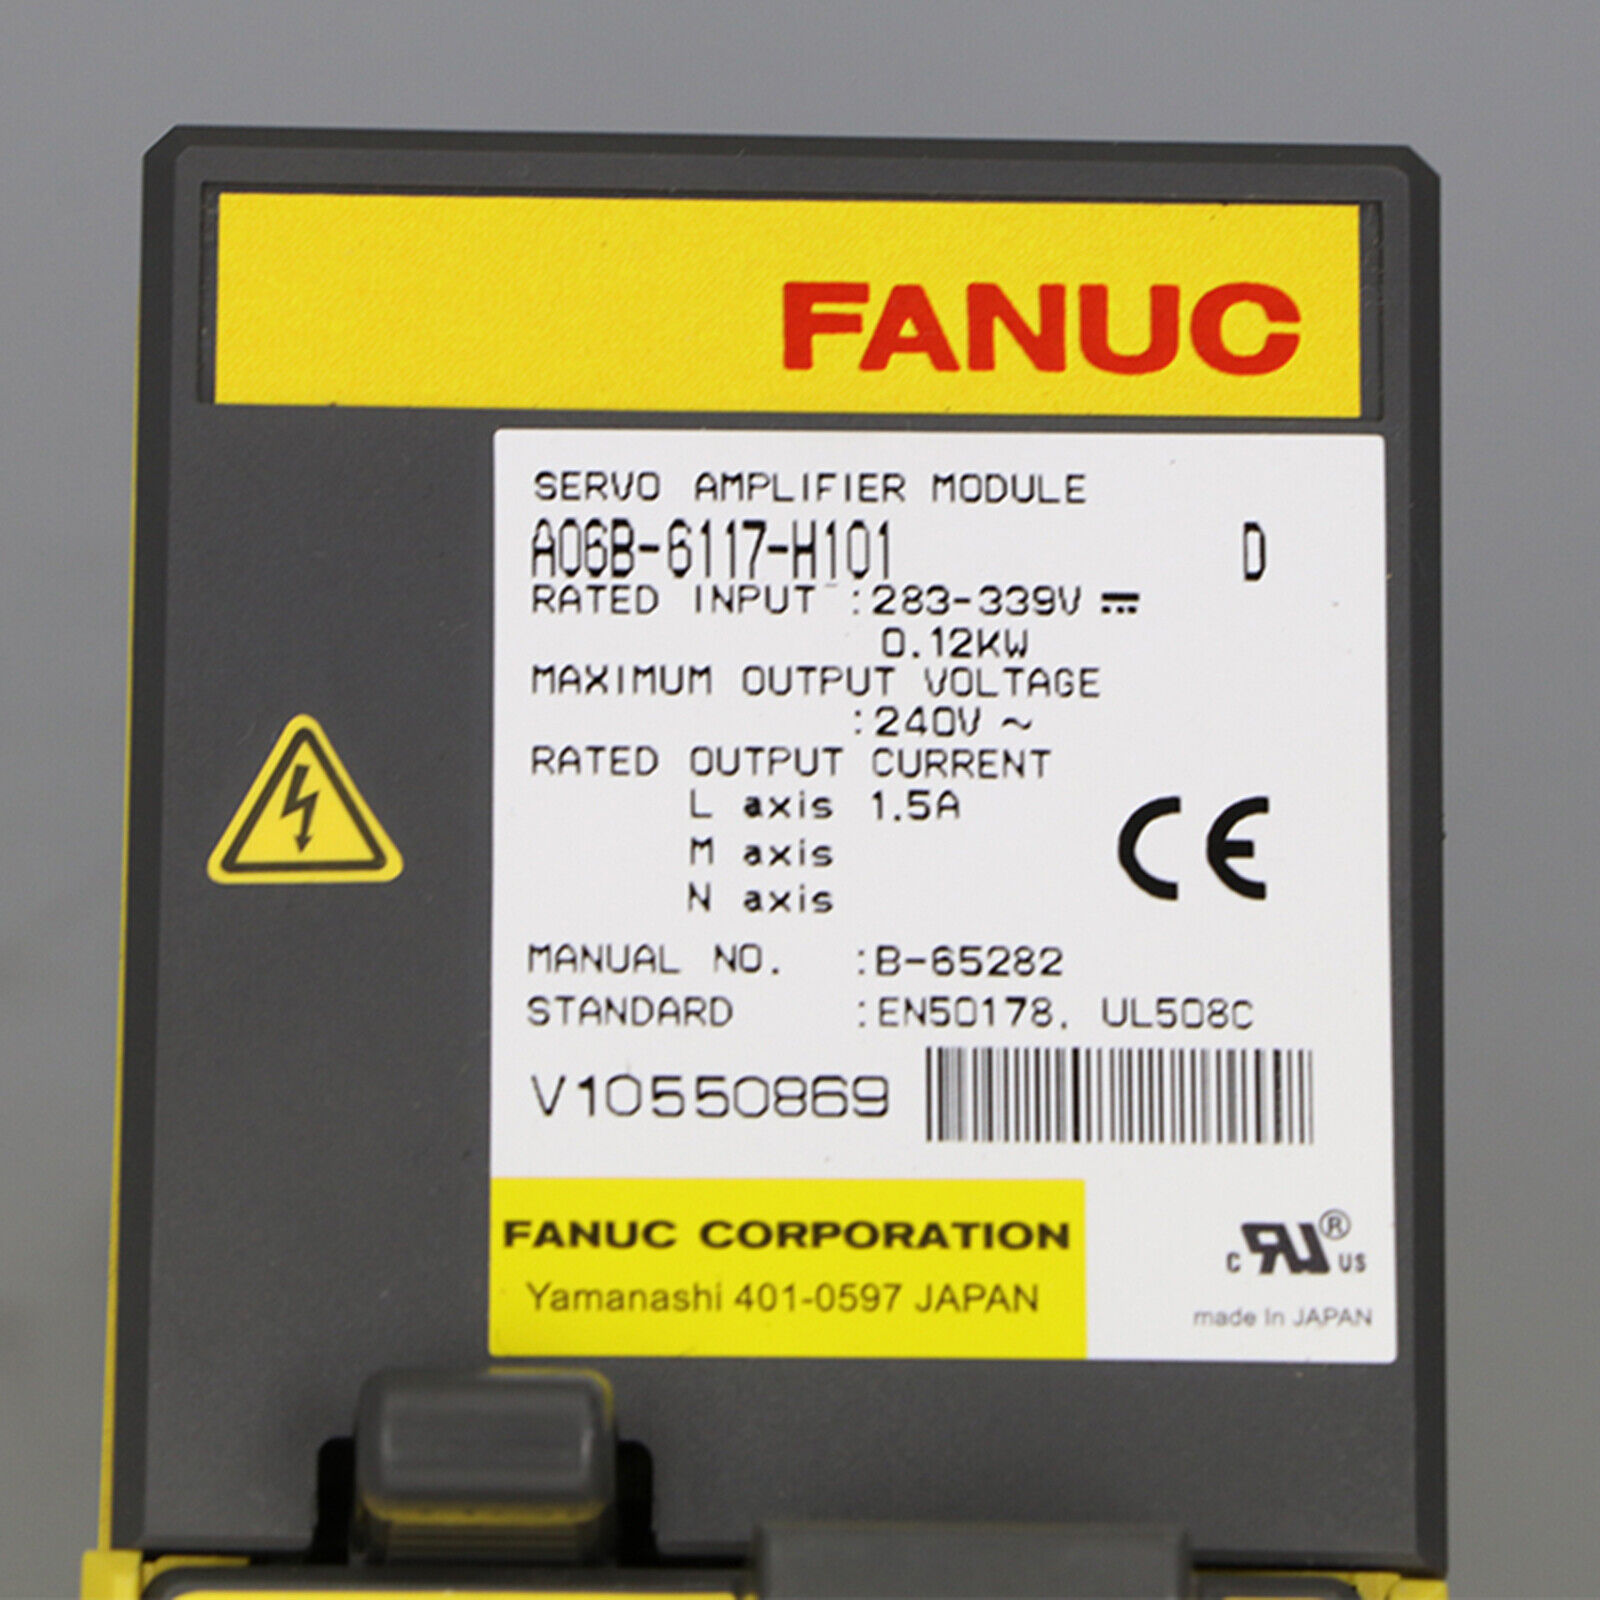 FANUC
SERVO AMPLIFIER MODULE
A06B-6117-H101 D
RATED INPUT :283-339V ⎓
0.12KW
MAXIMUM OUTPUT VOLTAGE
:240V ~
RATED OUTPUT CURRENT
L axis 1.5A
M axis
N axis
CE
MANUAL NO. :B-65282
STANDARD :EN50178. UL508C
V10550869
FANUC CORPORATION
Yamanashi 401-0597 JAPAN
c RU ® US
made In JAPAN